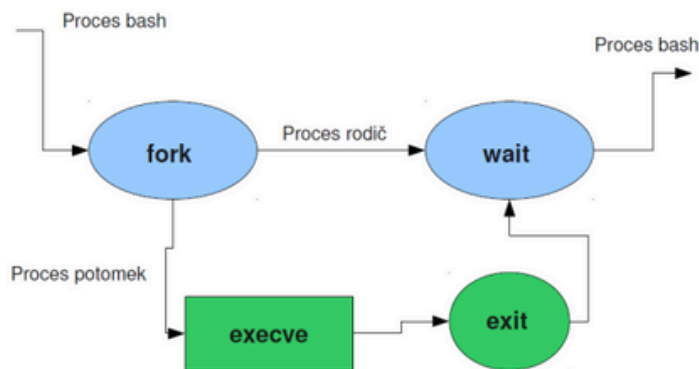 Proces bash
Proces bash
Proces rodič
fork
wait
Proces potomek
execve
exit